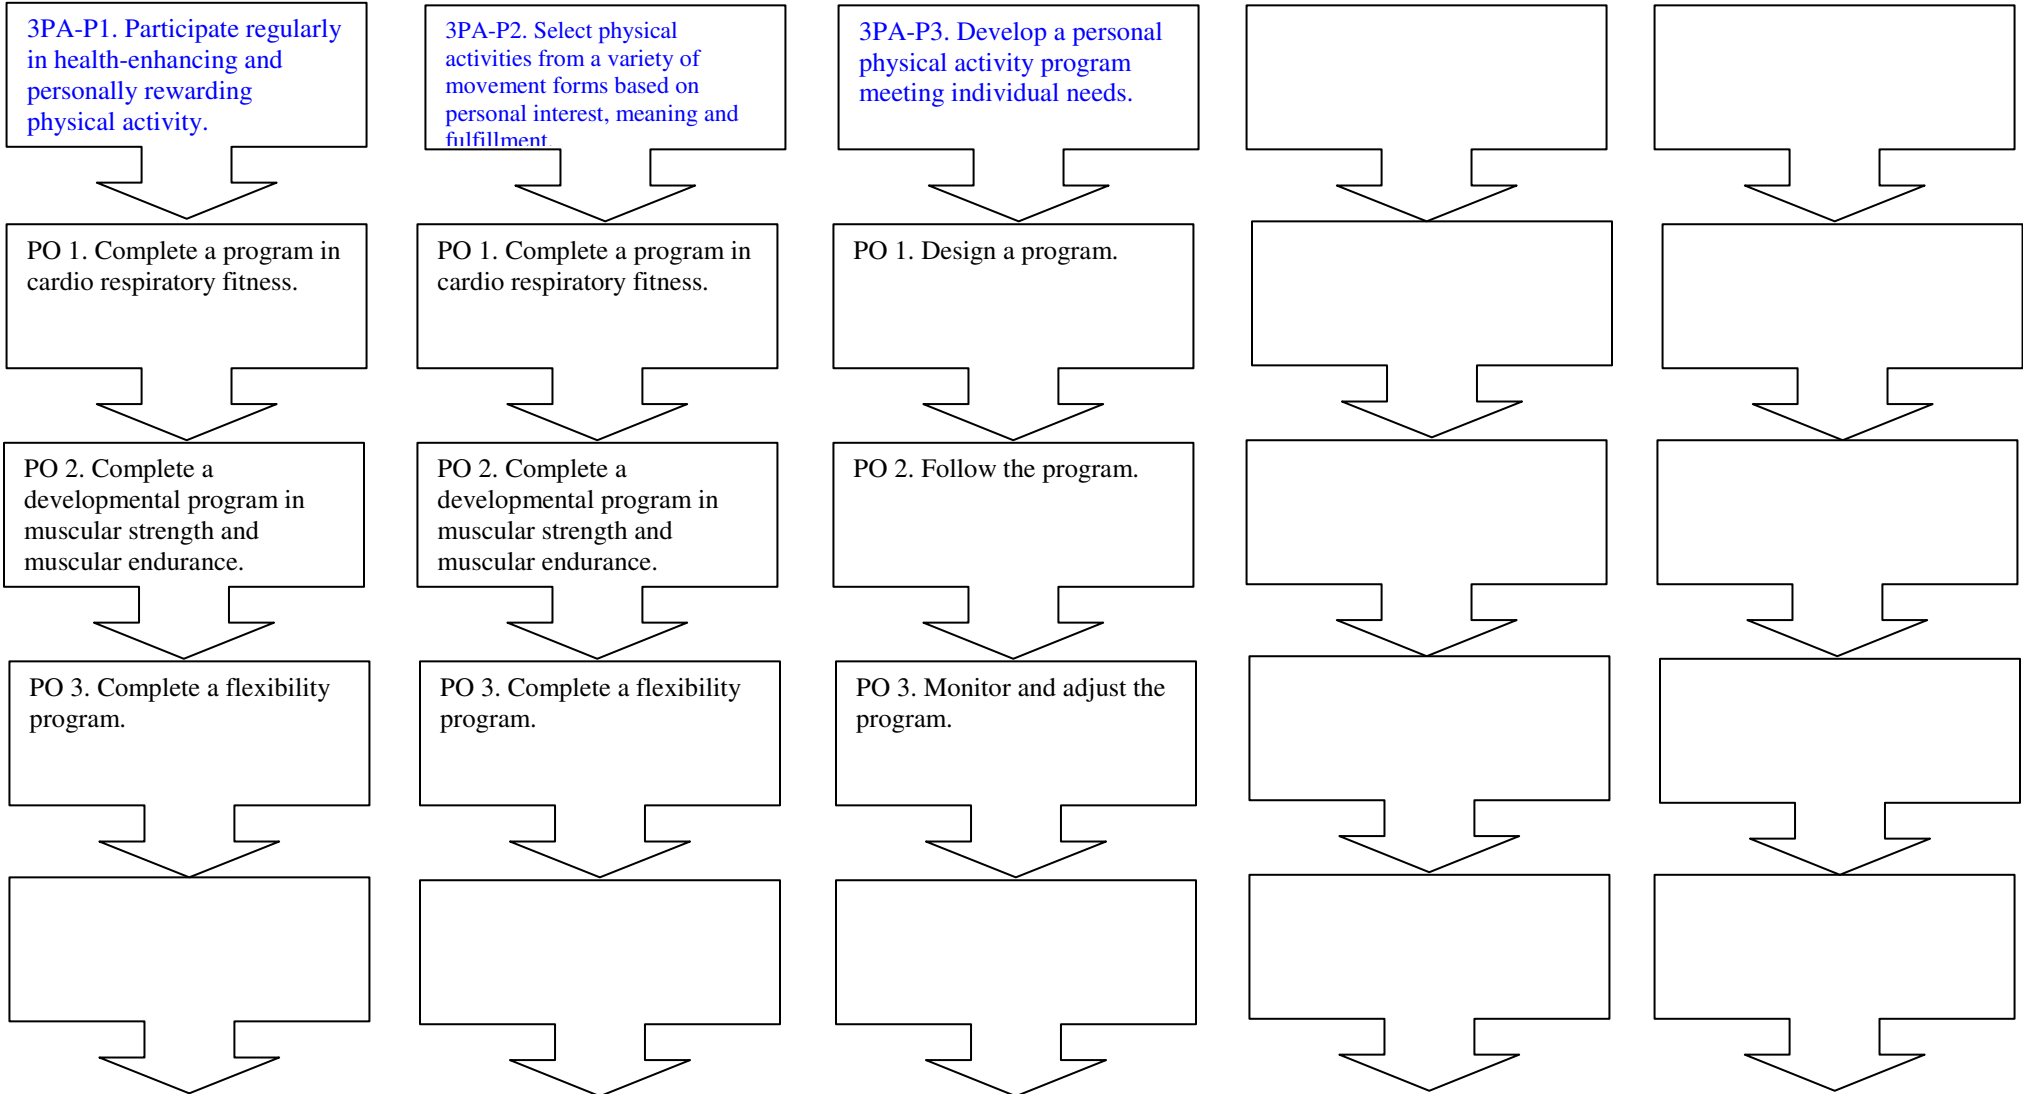 3PA-P1. Participate regularly
in health-enhancing and
personally rewarding
physical activity.
3PA-P2. Select physical
activities from a variety of
movement forms based on
personal interest, meaning and
fulfillment.
3PA-P3. Develop a personal
physical activity program
meeting individual needs.
PO 1. Complete a program in
cardio respiratory fitness.
PO 1. Complete a program in
cardio respiratory fitness.
PO 1. Design a program.
PO 2. Complete a
developmental program in
muscular strength and
muscular endurance.
PO 2. Complete a
developmental program in
muscular strength and
muscular endurance.
PO 2. Follow the program.
PO 3. Complete a flexibility
program.
PO 3. Complete a flexibility
program.
PO 3. Monitor and adjust the
program.